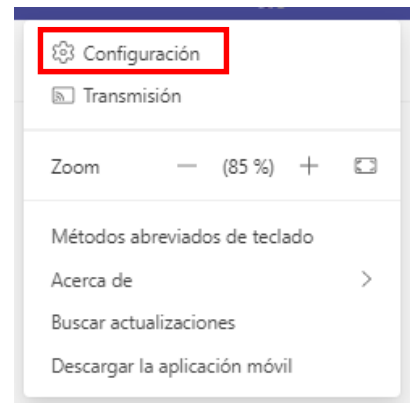 Configuración
Transmisión
Zoom — (85 %) +
Métodos abreviados de teclado
Acerca de >
Buscar actualizaciones
Descargar la aplicación móvil